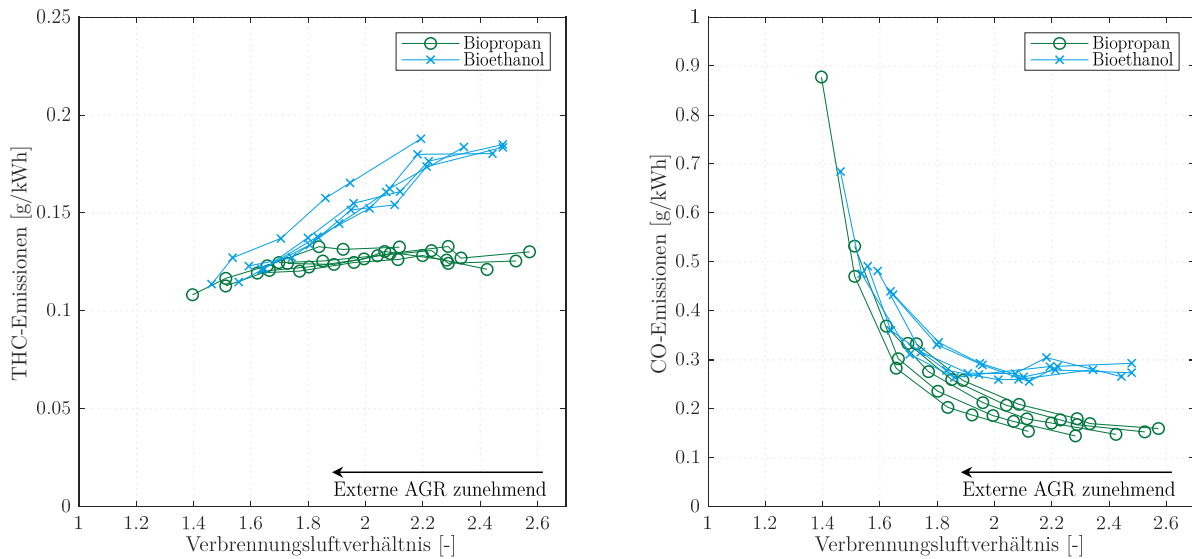 0.25
0.2
0.15
0.1
0.05
0
THC-Emissionen [g/kWh]
Biopropan
Bioethanol
Externe AGR zunehmend
1 1.2 1.4 1.6 1.8 2 2.2 2.4 2.6
Verbrennungsluftverhältnis [-]
1
0.9
0.8
0.7
0.6
0.5
0.4
0.3
0.2
0.1
0
CO-Emissionen [g/kWh]
Biopropan
Bioethanol
Externe AGR zunehmend
1 1.2 1.4 1.6 1.8 2 2.2 2.4 2.6
Verbrennungsluftverhältnis [-]